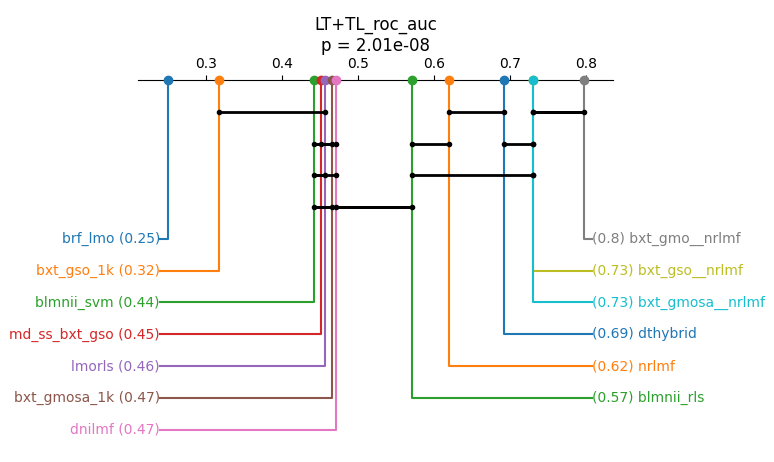 LT+TL_roc_auc
p = 2.01e-08
0.3 0.4 0.5 0.6 0.7 0.8
brf_lmo (0.25)
(0.8) bxt_gmo__nrlmf
bxt_gso_1k (0.32)
(0.73) bxt_gso__nrlmf
blmnii_svm (0.44)
(0.73) bxt_gmosa__nrlmf
md_ss_bxt_gso (0.45)
(0.69) dthybrid
lmorls (0.46)
(0.62) nrlmf
bxt_gmosa_1k (0.47)
(0.57) blmnii_rls
dnilmf (0.47)